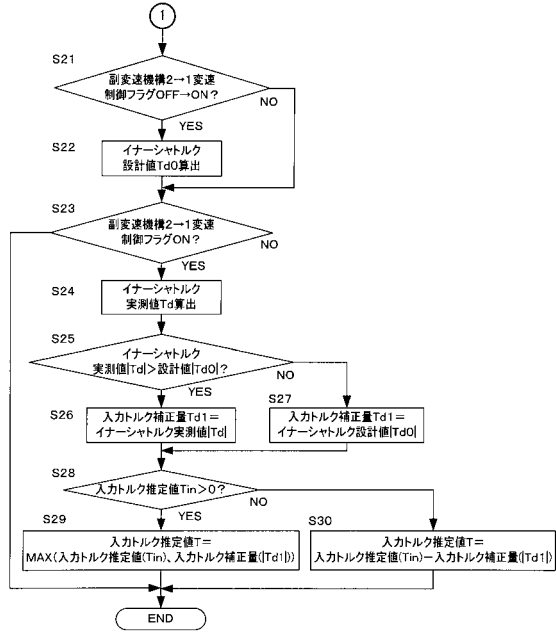 1
S21
副変速機構2→1変速
制御フラグOFF→ON?
NO
YES
S22
イナーシャトルク
設計値Td0算出
S23
副変速機構2→1変速
制御フラグON?
NO
YES
S24
イナーシャトルク
実測値Td算出
S25
イナーシャトルク
実測値|Td|>設計値|Td0|?
NO
YES
S26
入力トルク補正量Td1=
イナーシャトルク実測値|Td|
S27
入力トルク補正量Td1=
イナーシャトルク設計値|Td0|
S28
入力トルク推定値Tin>0?
NO
YES
S29
入力トルク推定値T=
MAX(入力トルク推定値(Tin)、入力トルク補正量(|Td1|))
S30
入力トルク推定値T=
入力トルク推定値(Tin)-入力トルク補正量(|Td1|)
END